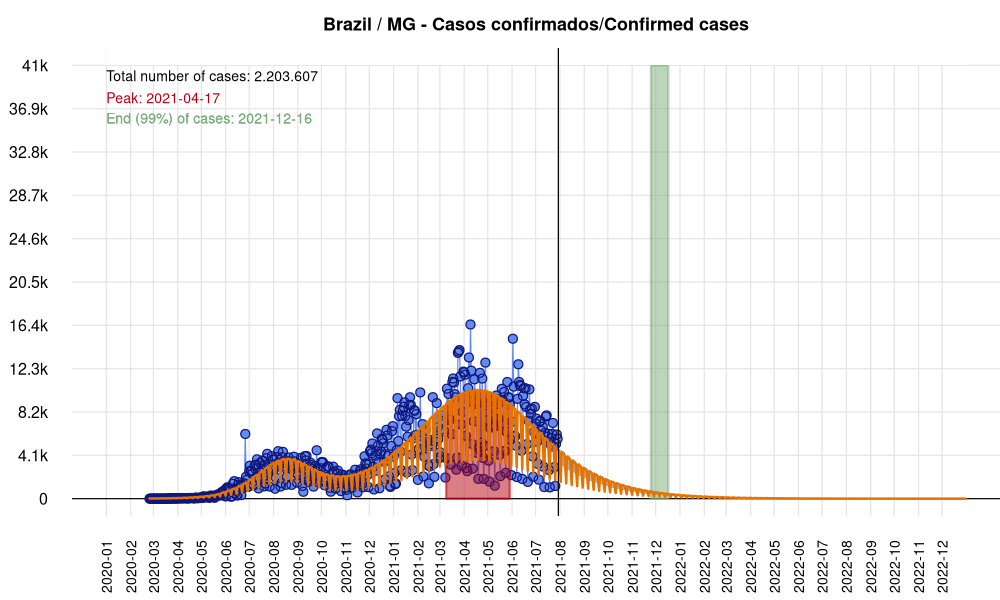 Brazil / MG - Casos confirmados/Confirmed cases
41k
Total number of cases: 2.203.607
Peak: 2021-04-17
End (99%) of cases: 2021-12-16
36.9k
32.8k
28.7k
24.6k
20.5k
16.4k
12.3k
8.2k
4.1k
0
2020-01
2020-02
2020-03
2020-04
2020-05
2020-06
2020-07
2020-08
2020-09
2020-10
2020-11
2020-12
2021-01
2021-02
2021-03
2021-04
2021-05
2021-06
2021-07
2021-08
2021-09
2021-10
2021-11
2021-12
2022-01
2022-02
2022-03
2022-04
2022-05
2022-06
2022-07
2022-08
2022-09
2022-10
2022-11
2022-12